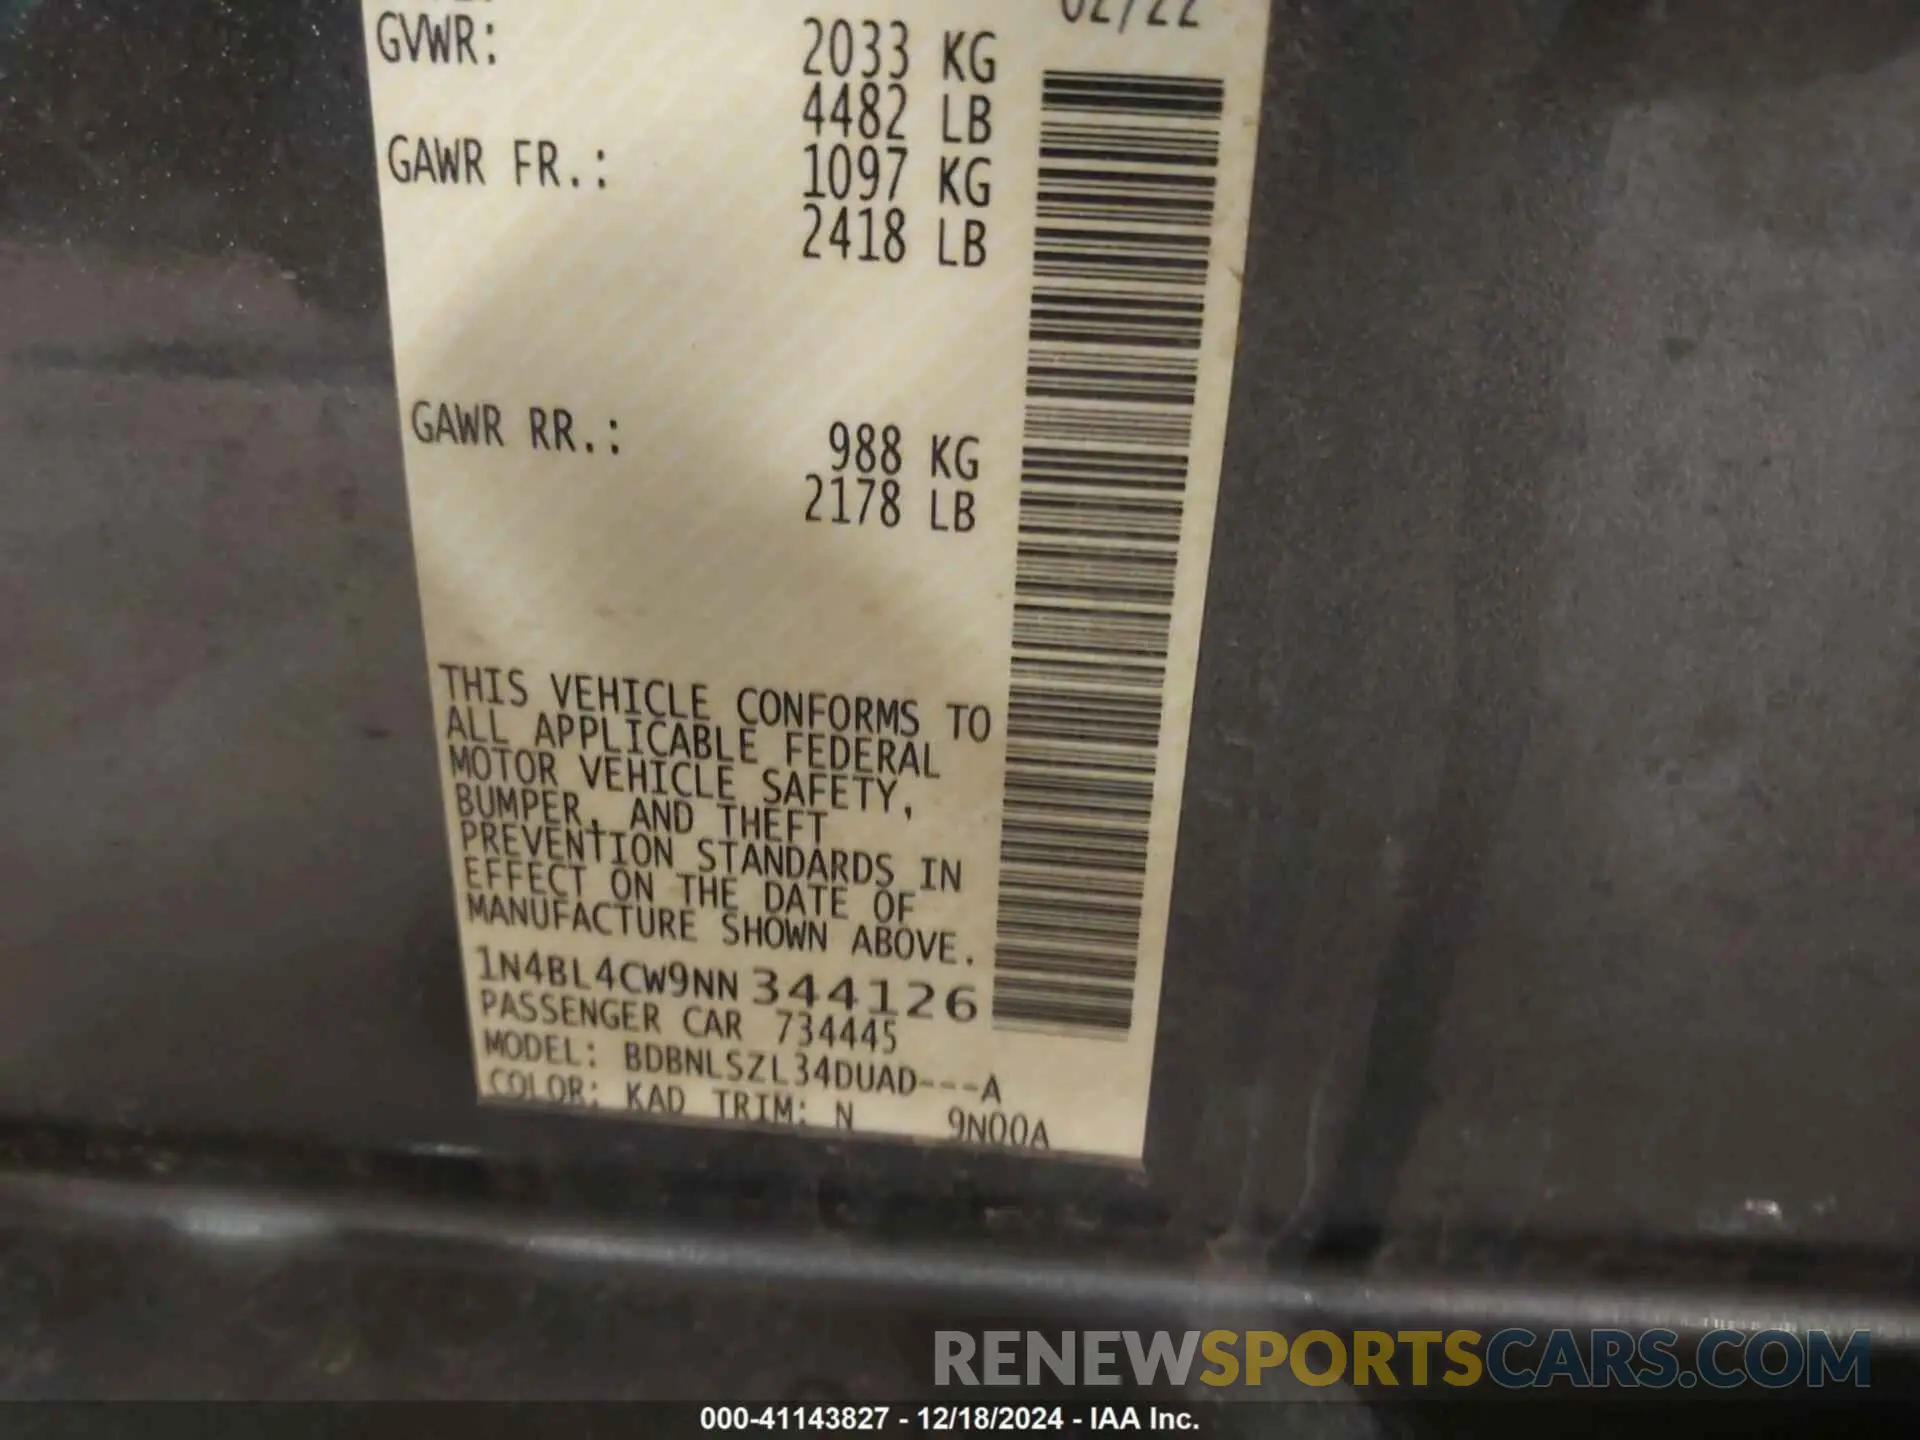 02/22
GVWR: 2033 KG
4482 LB
GAWR FR.: 1097 KG
2418 LB
GAWR RR.: 988 KG
2178 LB
THIS VEHICLE CONFORMS TO
ALL APPLICABLE FEDERAL
MOTOR VEHICLE SAFETY,
BUMPER, AND THEFT
PREVENTION STANDARDS IN
EFFECT ON THE DATE OF
MANUFACTURE SHOWN ABOVE.
1N4BL4CW9NN344126
PASSENGER CAR 734445
MODEL: BDBNLSZL34DUAD---A
COLOR: KAD TRIM: N 9N00A
RENEWSPORTSCARS.COM
000-41143827 - 12/18/2024 - IAA Inc.